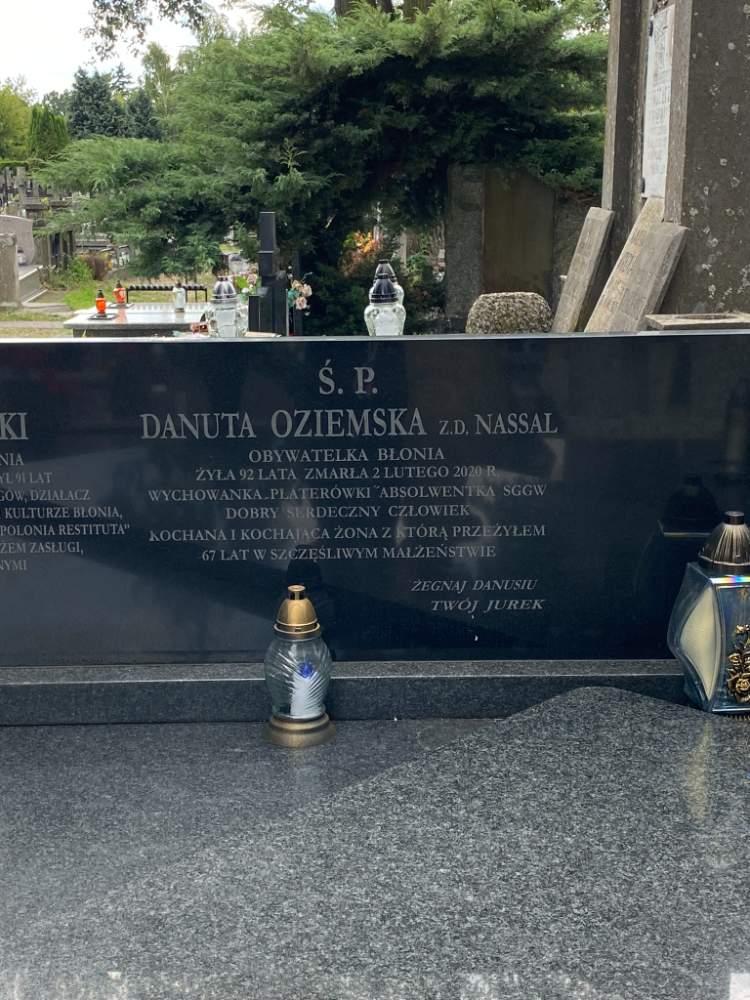 KI
NIA
YŁ 91 LAT
GÓW, DZIAŁACZ
KULTURZE BŁONIA,
POLONIA RESTITUTA"
ŻEM ZASŁUGI,
NYMI
Ś. P.
DANUTA OZIEMSKA Z.D. NASSAL
OBYWATELKA BŁONIA
ŻYŁA 92 LATA ZMARŁA 2 LUTEGO 2020 R.
WYCHOWANKA „PLATERÓWKI" ABSOLWENTKA SGGW
DOBRY SERDECZNY CZŁOWIEK
KOCHANA I KOCHAJĄCA ŻONA Z KTÓRĄ PRZEŻYŁEM
67 LAT W SZCZĘŚLIWYM MAŁŻEŃSTWIE
ŻEGNAJ DANUSIU
TWÓJ JUREK